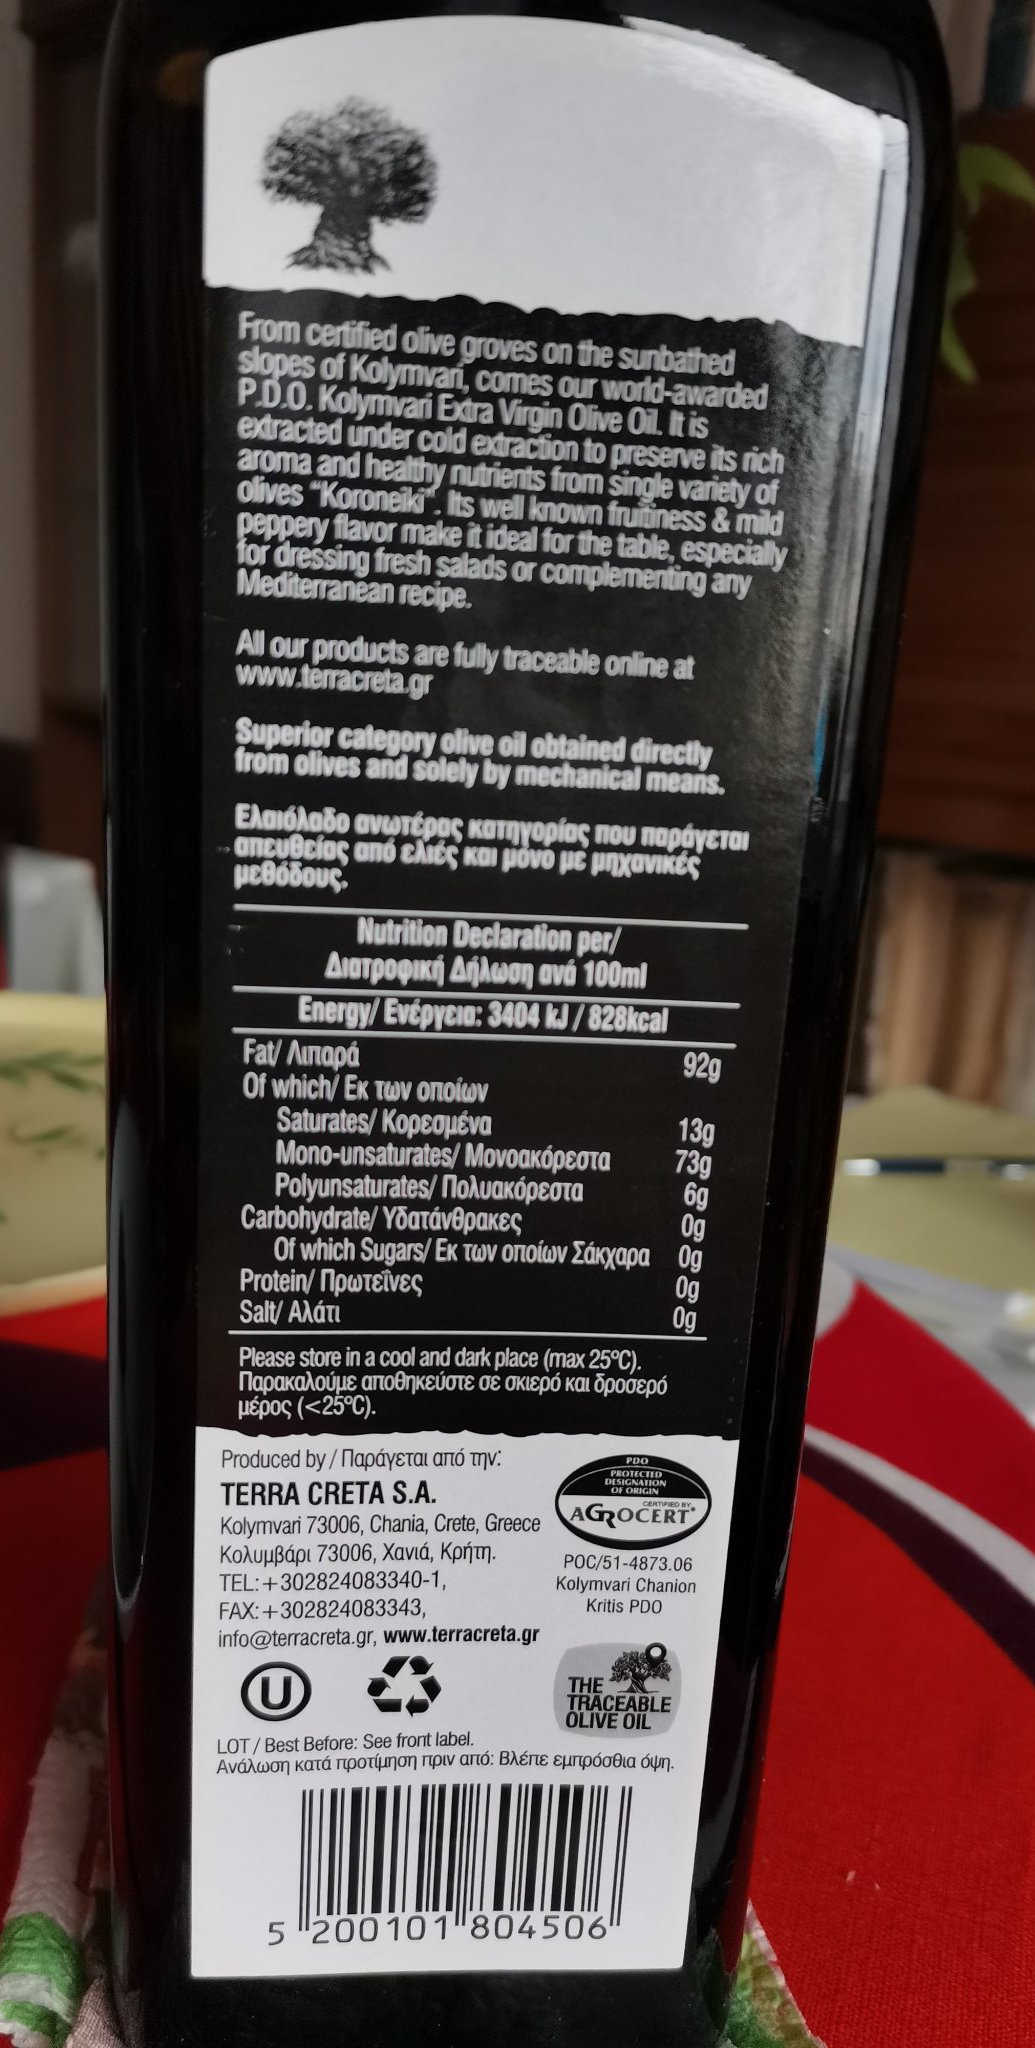 From certified olive groves on the sunbathed
slopes of Kolymvari, comes our world-awarded
P.D.O. Kolymvari Extra Virgin Olive Oil. It is
extracted under cold extraction to preserve its rich
aroma and healthy nutrients from single variety of
olives "Koroneiki". Its well known fruitiness & mild
peppery flavor make it ideal for the table, especially
for dressing fresh salads or complementing any
Mediterranean recipe.
All our products are fully traceable online at
www.terracreta.gr
Superior category olive oil obtained directly
from olives and solely by mechanical means.
Ελαιόλαδο ανωτέρας κατηγορίας που παράγεται
απευθείας από ελιές και μόνο με μηχανικές
μεθόδους.
Nutrition Declaration per/
Διατροφική Δήλωση ανά 100ml
Energy/ Ενέργεια: 3404 kJ / 828kcal
Fat/ Λιπαρά 92g
Of which/ Εκ των οποίων
Saturates/ Κορεσμένα 13g
Mono-unsaturates/ Μονοακόρεστα 73g
Polyunsaturates/ Πολυακόρεστα 6g
Carbohydrate/ Υδατάνθρακες 0g
Of which Sugars/ Εκ των οποίων Σάκχαρα 0g
Protein/ Πρωτεΐνες 0g
Salt/ Αλάτι 0g
Please store in a cool and dark place (max 25°C).
Παρακαλούμε αποθηκεύστε σε σκιερό και δροσερό
μέρος (<25°C).
Produced by / Παράγεται από την:
TERRA CRETA S.A.
Kolymvari 73006, Chania, Crete, Greece
Κολυμβάρι 73006, Χανιά, Κρήτη.
TEL:+302824083340-1,
FAX:+302824083343,
info@terracreta.gr, www.terracreta.gr
PDO
PROTECTED
DESIGNATION
OF ORIGIN
CERTIFIED BY
AGROCERT
POC/51-4873.06
Kolymvari Chanion
Kritis PDO
U
THE
TRACEABLE
OLIVE OIL
LOT / Best Before: See front label.
Ανάλωση κατά προτίμηση πριν από: Βλέπε εμπρόσθια όψη.
5 200101 804506